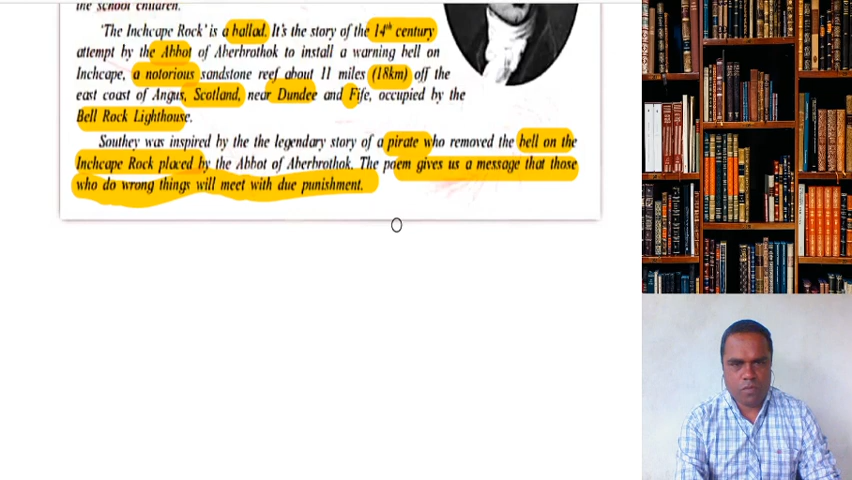 the school children.
'The Inchcape Rock' is a ballad. It's the story of the 14th century
attempt by the Abbot of Aberbrothok to install a warning bell on
Inchcape, a notorious sandstone reef about 11 miles (18km) off the
east coast of Angus, Scotland, near Dundee and Fife, occupied by the
Bell Rock Lighthouse.
Southey was inspired by the the legendary story of a pirate who removed the bell on the
Inchcape Rock placed by the Abbot of Aberbrothok. The poem gives us a message that those
who do wrong things will meet with due punishment.